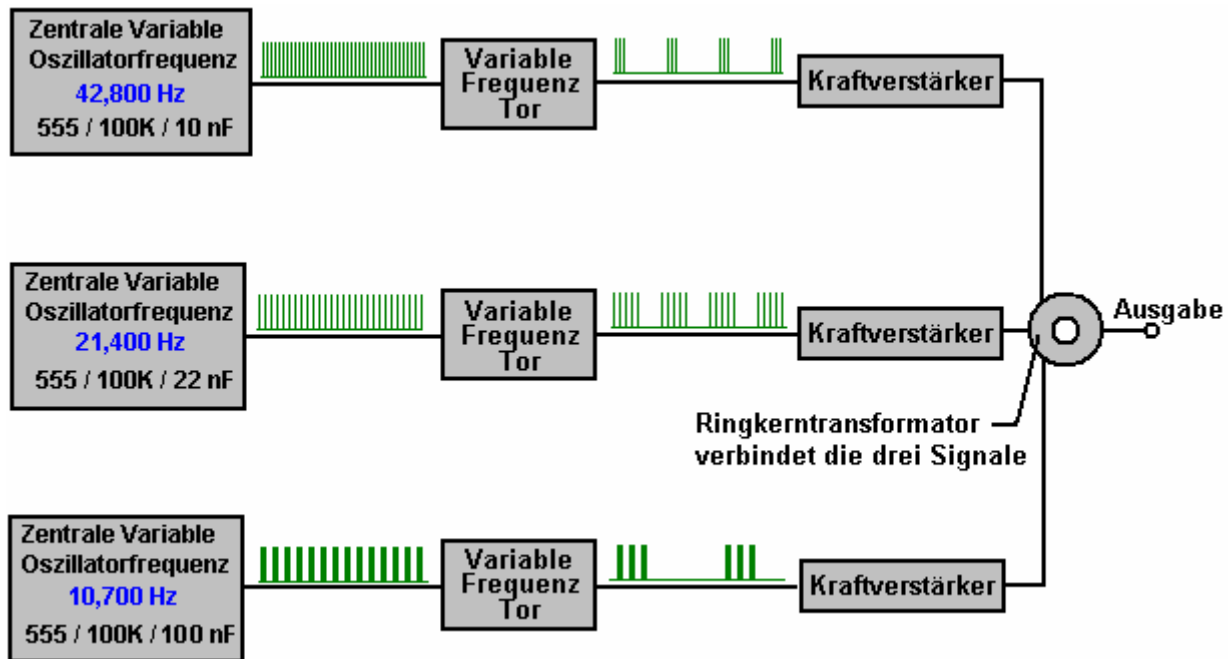 Zentrale Variable
Oszillatorfrequenz
42,800 Hz
555 / 100K / 10 nF
Variable
Frequenz
Tor
Kraftverstärker
Zentrale Variable
Oszillatorfrequenz
21,400 Hz
555 / 100K / 22 nF
Variable
Frequenz
Tor
Kraftverstärker
Ausgabe
Ringkerntransformator
verbindet die drei Signale
Zentrale Variable
Oszillatorfrequenz
10,700 Hz
555 / 100K / 100 nF
Variable
Frequenz
Tor
Kraftverstärker